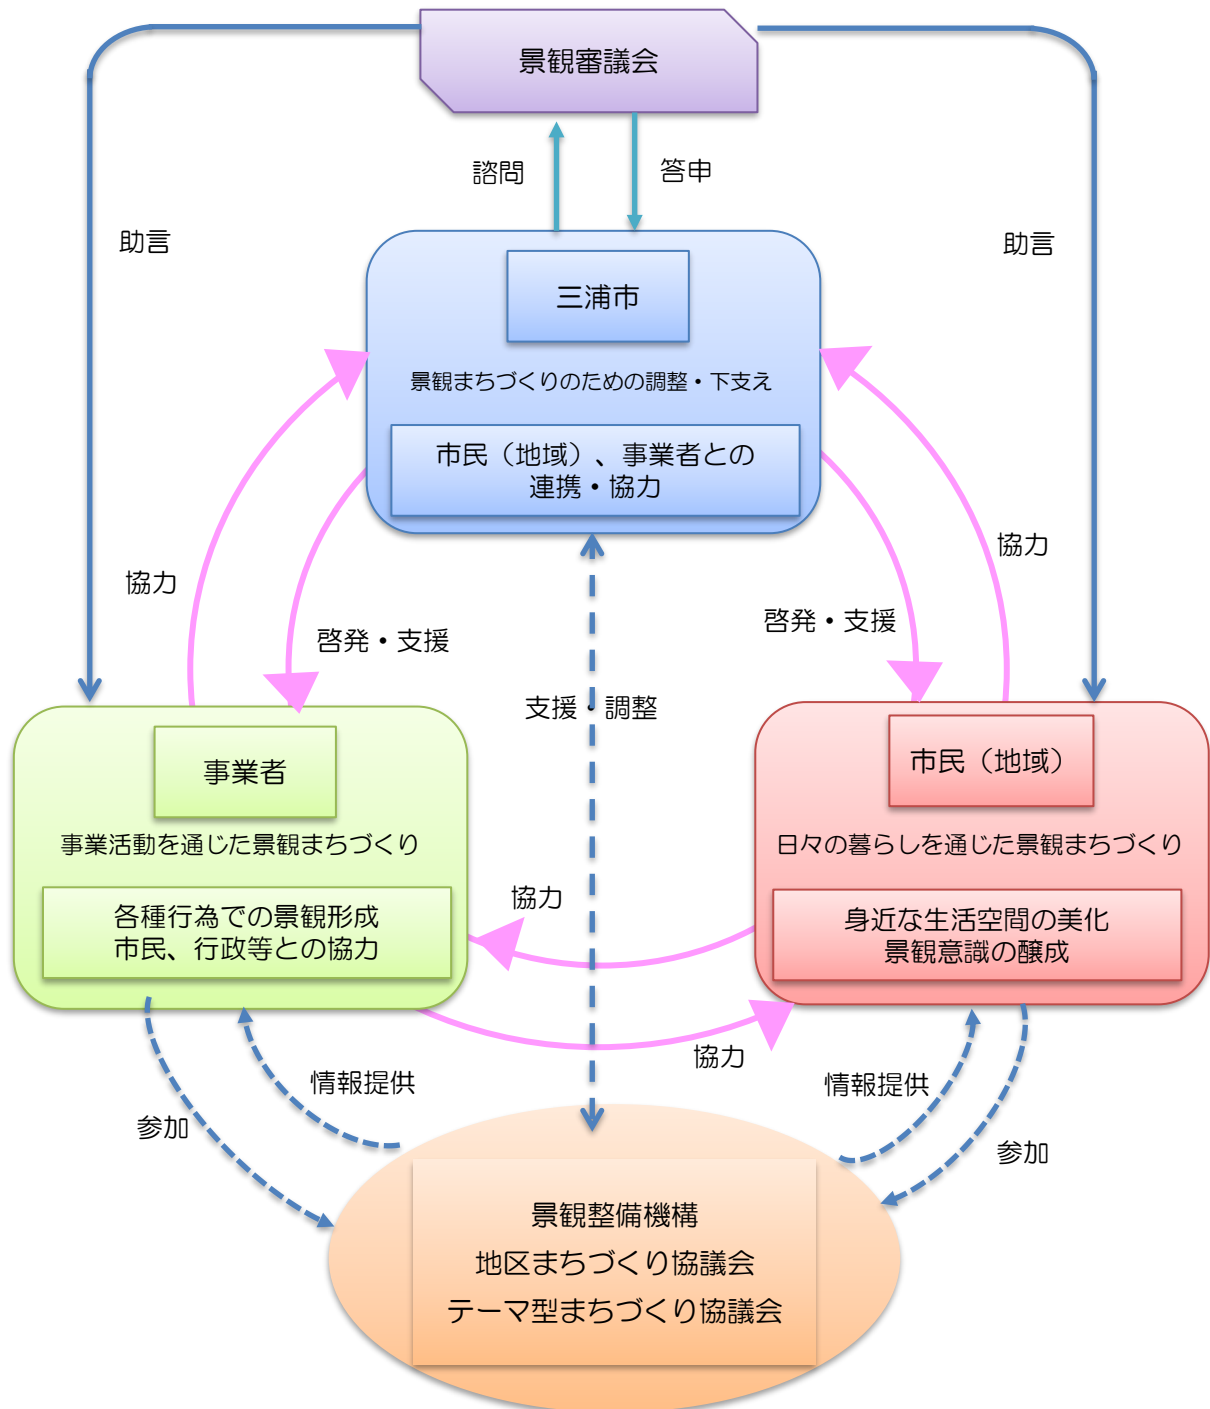 景観審議会
諮問
答申
助言
助言
三浦市
景観まちづくりのための調整・下支え
市民（地域）、事業者との
連携・協力
協力
協力
啓発・支援
啓発・支援
支援・調整
事業者
事業活動を通じた景観まちづくり
各種行為での景観形成
市民、行政等との協力
市民（地域）
日々の暮らしを通じた景観まちづくり
身近な生活空間の美化
景観意識の醸成
協力
協力
情報提供
情報提供
参加
参加
景観整備機構
地区まちづくり協議会
テーマ型まちづくり協議会